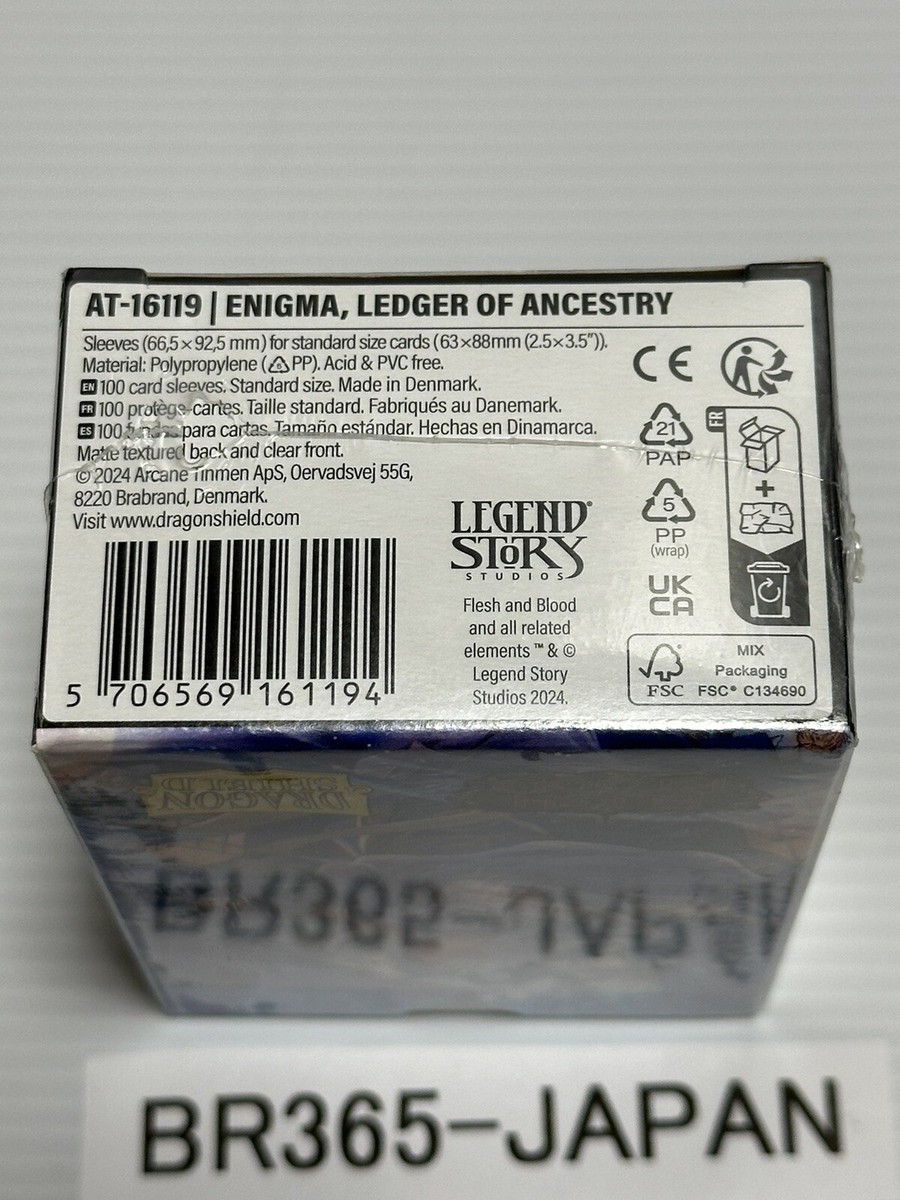 AT-16119 | ENIGMA, LEDGER OF ANCESTRY
Sleeves (66,5 × 92,5 mm) for standard size cards (63×88mm (2.5×3.5")).
Material: Polypropylene (PP). Acid & PVC free.
EN 100 card sleeves. Standard size. Made in Denmark.
FR 100 protège-cartes. Taille standard. Fabriqués au Danemark.
ES 100 fundas para cartas. Tamaño estándar. Hechas en Dinamarca.
Matte textured back and clear front.
© 2024 Arcane Tinmen ApS, Oervadsvej 55G,
8220 Brabrand, Denmark.
Visit www.dragonshield.com
5 706569 161194
LEGEND
STORY
STUDIOS
Flesh and Blood
and all related
elements ™ & ©
Legend Story
Studios 2024.
CE
21
PAP
5
PP
(wrap)
UK
CA
FR
+
FSC
MIX
Packaging
FSC® C134690
DRAGON
BR365-JAPAN
BR365-JAPAN